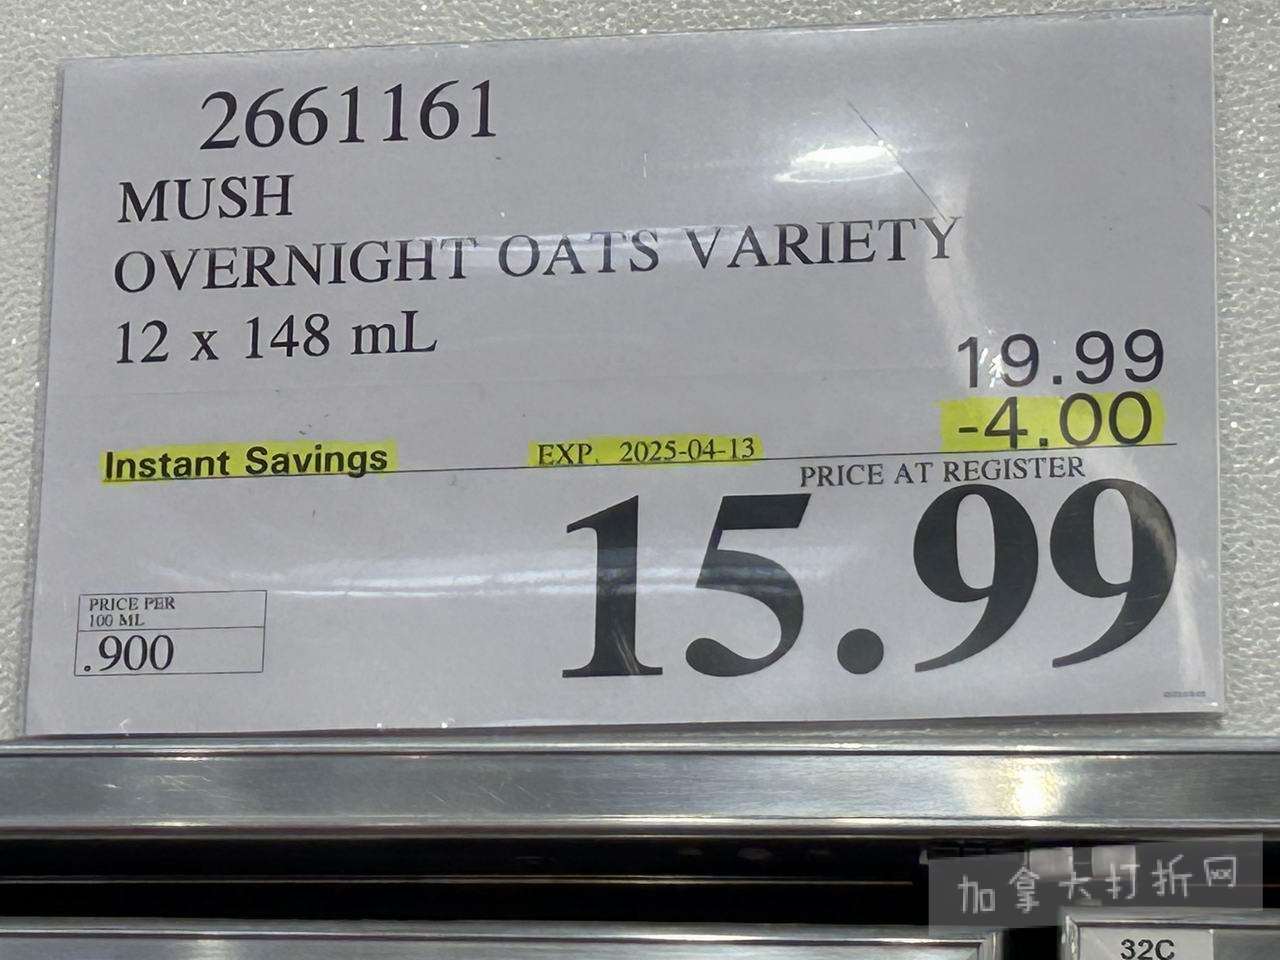 2661161
MUSH
OVERNIGHT OATS VARIETY
12 x 148 mL
19.99
-4.00
Instant Savings EXP. 2025-04-13
PRICE AT REGISTER
15.99
PRICE PER
100 ML
.900
加拿大打折网
32C